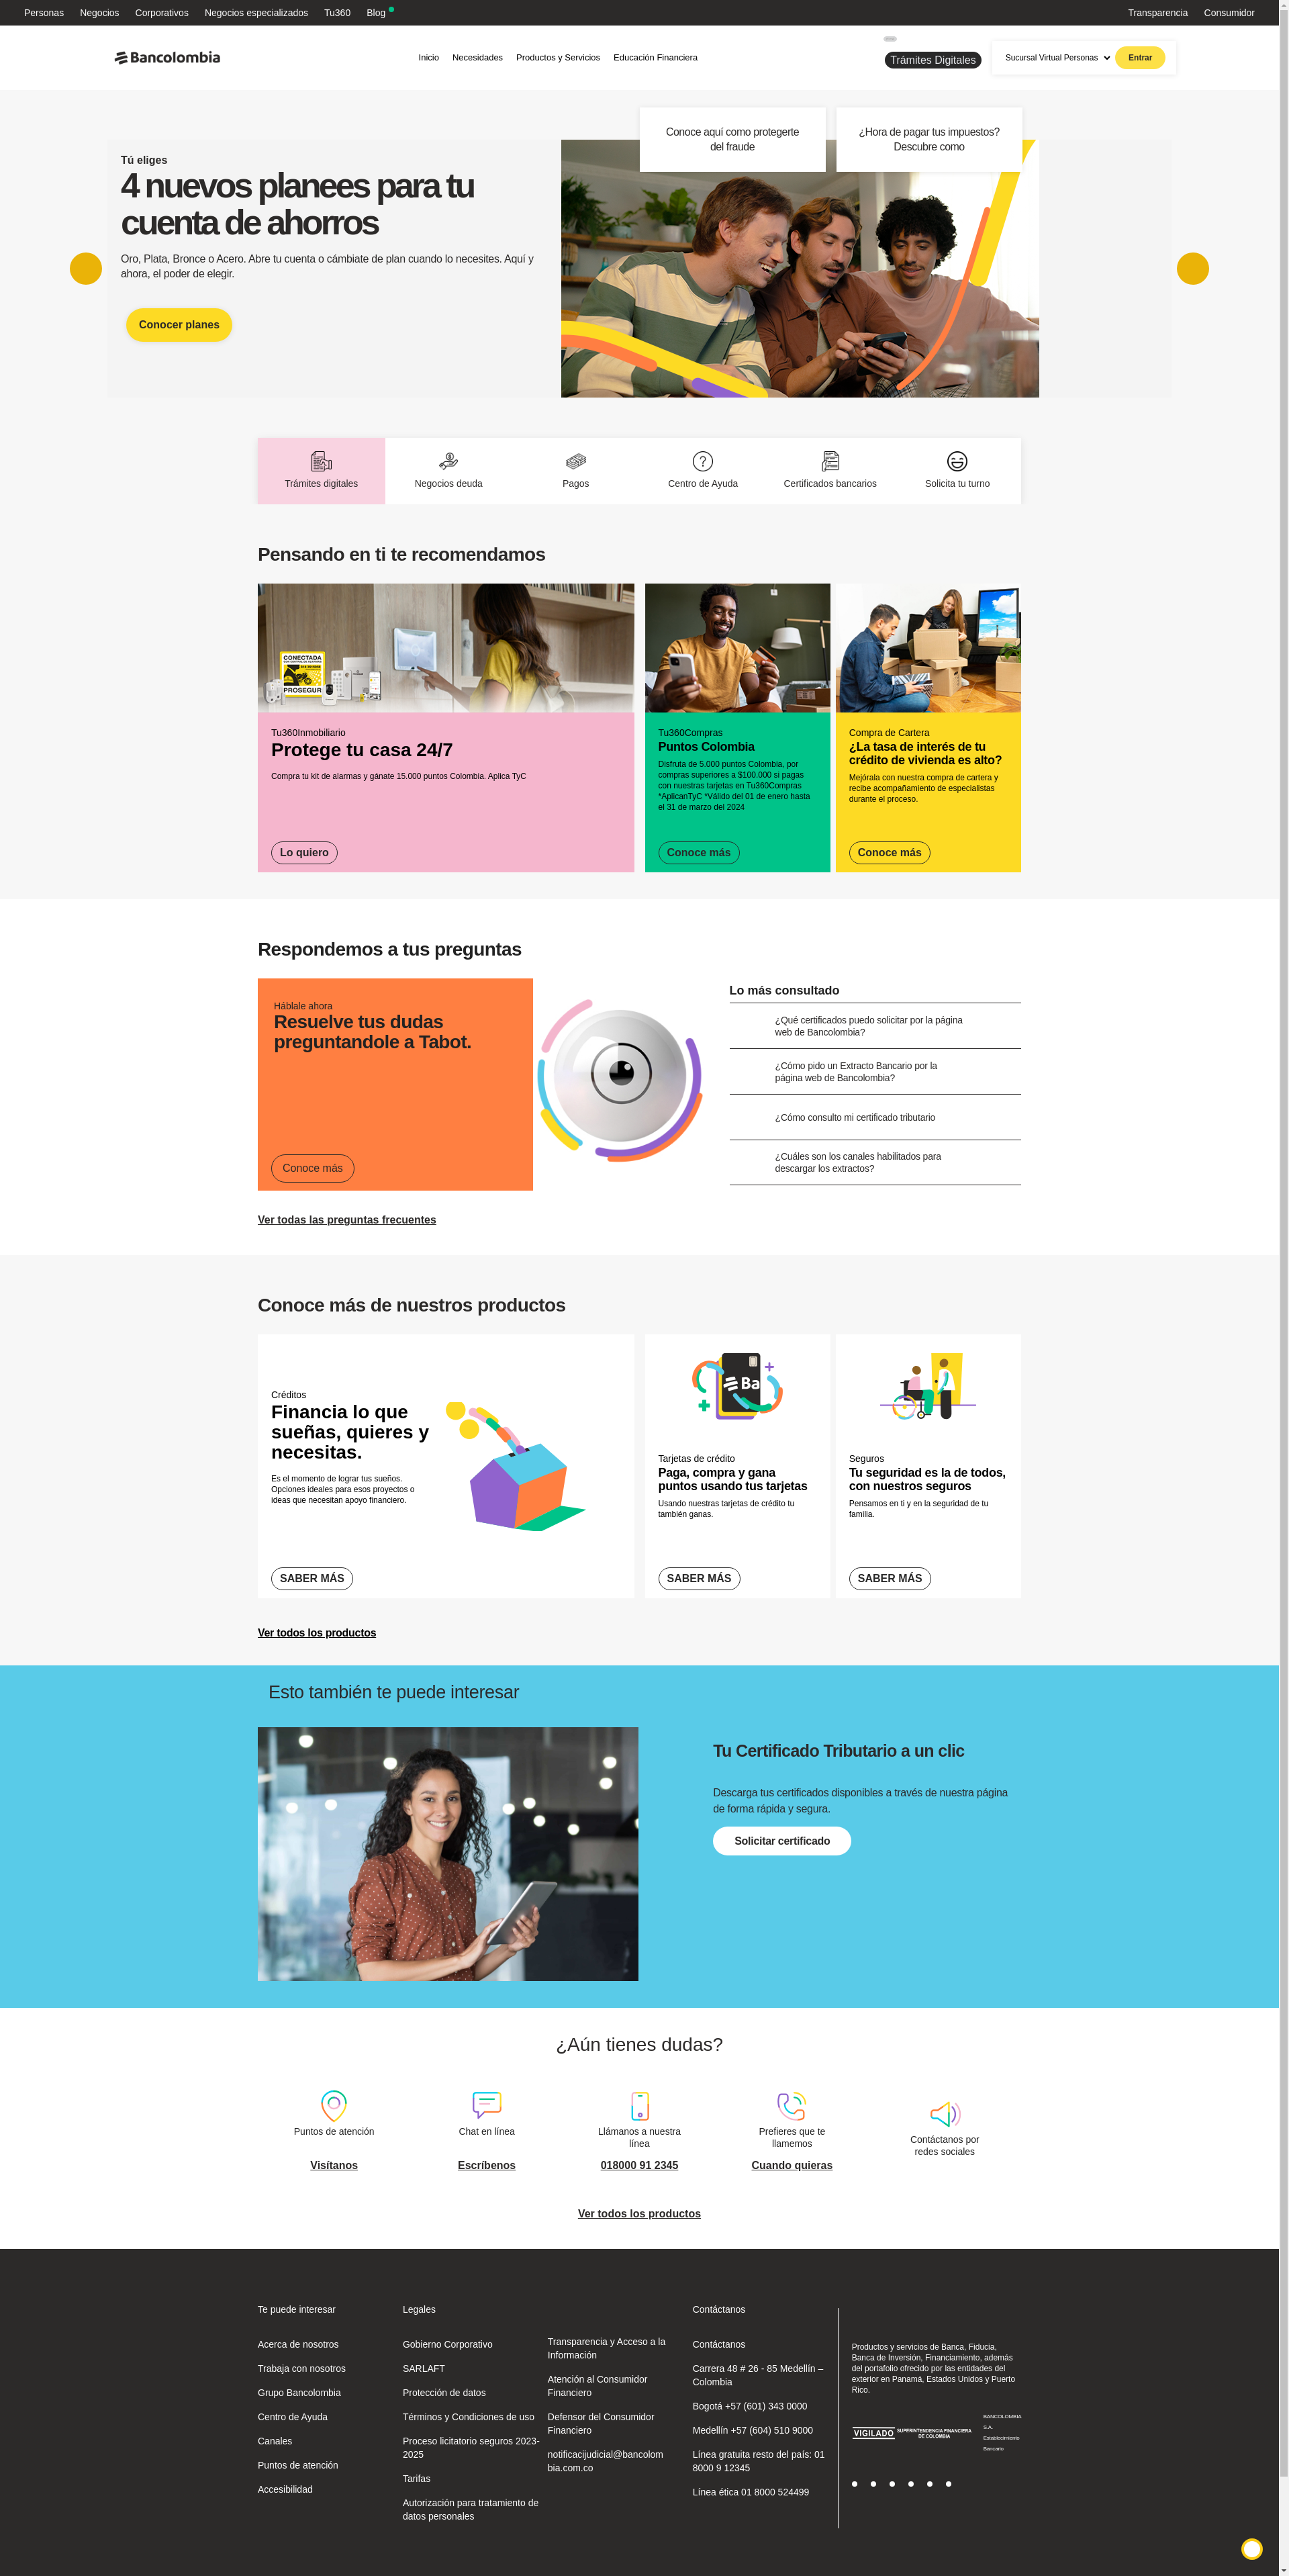 Personas Negocios Corporativos Negocios especializados Tu360 Blog Transparencia Consumidor
Bancolombia
Inicio Necesidades Productos y Servicios Educación Financiera
Trámites Digitales
Sucursal Virtual Personas
Entrar
Conoce aquí como protegerte
del fraude
¿Hora de pagar tus impuestos?
Descubre como
Tú eliges
4 nuevos planees para tu
cuenta de ahorros
Oro, Plata, Bronce o Acero. Abre tu cuenta o cámbiate de plan cuando lo necesites. Aquí y
ahora, el poder de elegir.
Conocer planes
Trámites digitales
Negocios deuda
Pagos
Centro de Ayuda
Certificados bancarios
Solicita tu turno
Pensando en ti te recomendamos
CONECTADA
PROSEGUR
Tu360Inmobiliario
Protege tu casa 24/7
Compra tu kit de alarmas y gánate 15.000 puntos Colombia. Aplica TyC
Lo quiero
Tu360Compras
Puntos Colombia
Disfruta de 5.000 puntos Colombia, por
compras superiores a $100.000 si pagas
con nuestras tarjetas en Tu360Compras
*AplicanTyC *Válido del 01 de enero hasta
el 31 de marzo del 2024
Conoce más
Compra de Cartera
¿La tasa de interés de tu
crédito de vivienda es alto?
Mejórala con nuestra compra de cartera y
recibe acompañamiento de especialistas
durante el proceso.
Conoce más
Respondemos a tus preguntas
Háblale ahora
Resuelve tus dudas
preguntandole a Tabot.
Conoce más
Lo más consultado
¿Qué certificados puedo solicitar por la página
web de Bancolombia?
¿Cómo pido un Extracto Bancario por la
página web de Bancolombia?
¿Cómo consulto mi certificado tributario
¿Cuáles son los canales habilitados para
descargar los extractos?
Ver todas las preguntas frecuentes
Conoce más de nuestros productos
Créditos
Financia lo que
sueñas, quieres y
necesitas.
Es el momento de lograr tus sueños.
Opciones ideales para esos proyectos o
ideas que necesitan apoyo financiero.
SABER MÁS
Ba
Tarjetas de crédito
Paga, compra y gana
puntos usando tus tarjetas
Usando nuestras tarjetas de crédito tu
también ganas.
SABER MÁS
Seguros
Tu seguridad es la de todos,
con nuestros seguros
Pensamos en ti y en la seguridad de tu
familia.
SABER MÁS
Ver todos los productos
Esto también te puede interesar
Tu Certificado Tributario a un clic
Descarga tus certificados disponibles a través de nuestra página
de forma rápida y segura.
Solicitar certificado
¿Aún tienes dudas?
Puntos de atención
Visítanos
Chat en línea
Escríbenos
Llámanos a nuestra
línea
018000 91 2345
Prefieres que te
llamemos
Cuando quieras
Contáctanos por
redes sociales
Ver todos los productos
Te puede interesar
Acerca de nosotros
Trabaja con nosotros
Grupo Bancolombia
Centro de Ayuda
Canales
Puntos de atención
Accesibilidad
Legales
Gobierno Corporativo
SARLAFT
Protección de datos
Términos y Condiciones de uso
Proceso licitatorio seguros 2023-
2025
Tarifas
Autorización para tratamiento de
datos personales
Transparencia y Acceso a la
Información
Atención al Consumidor
Financiero
Defensor del Consumidor
Financiero
notificacijudicial@bancolom
bia.com.co
Contáctanos
Contáctanos
Carrera 48 # 26 - 85 Medellín –
Colombia
Bogotá +57 (601) 343 0000
Medellín +57 (604) 510 9000
Línea gratuita resto del país: 01
8000 9 12345
Línea ética 01 8000 524499
Productos y servicios de Banca, Fiducia,
Banca de Inversión, Financiamiento, además
del portafolio ofrecido por las entidades del
exterior en Panamá, Estados Unidos y Puerto
Rico.
VIGILADO SUPERINTENDENCIA FINANCIERA
DE COLOMBIA
BANCOLOMBIA
S.A.
Establecimiento
Bancario